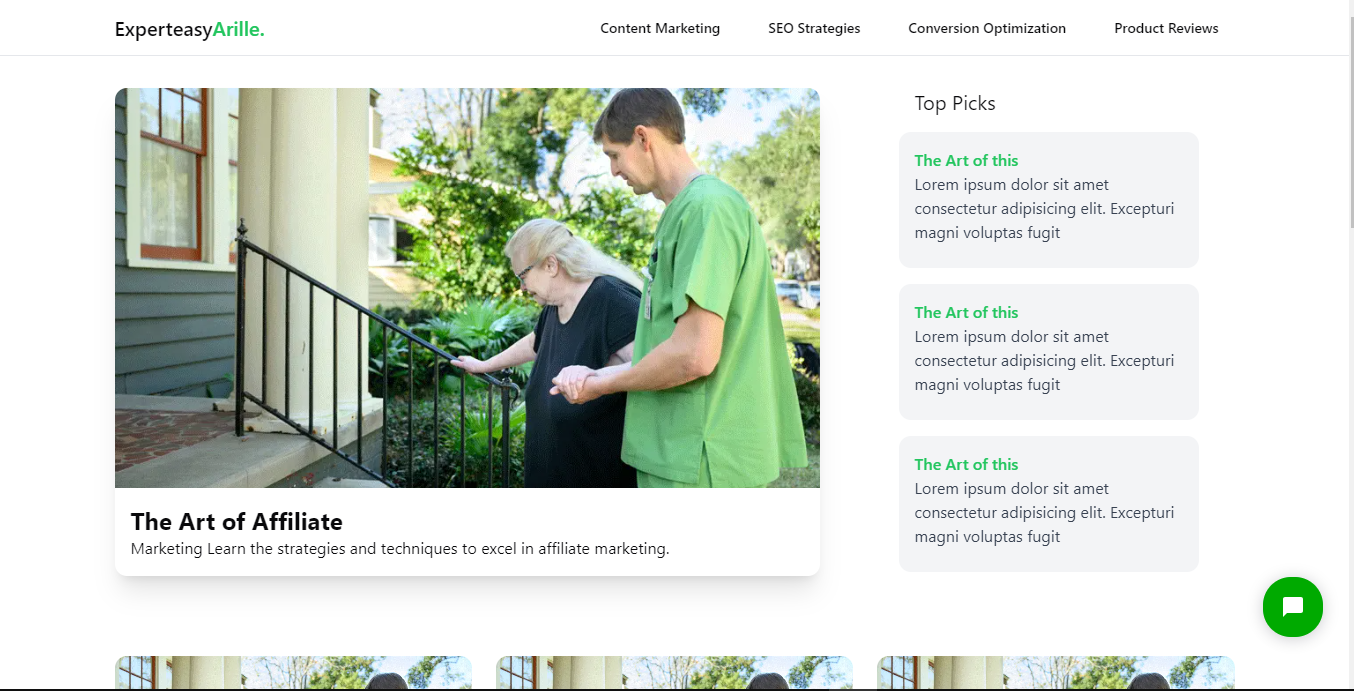 ExperteasyArille.
Content Marketing
SEO Strategies
Conversion Optimization
Product Reviews
The Art of Affiliate
Marketing Learn the strategies and techniques to excel in affiliate marketing.
Top Picks
The Art of this
Lorem ipsum dolor sit amet
consectetur adipisicing elit. Excepturi
magni voluptas fugit
The Art of this
Lorem ipsum dolor sit amet
consectetur adipisicing elit. Excepturi
magni voluptas fugit
The Art of this
Lorem ipsum dolor sit amet
consectetur adipisicing elit. Excepturi
magni voluptas fugit